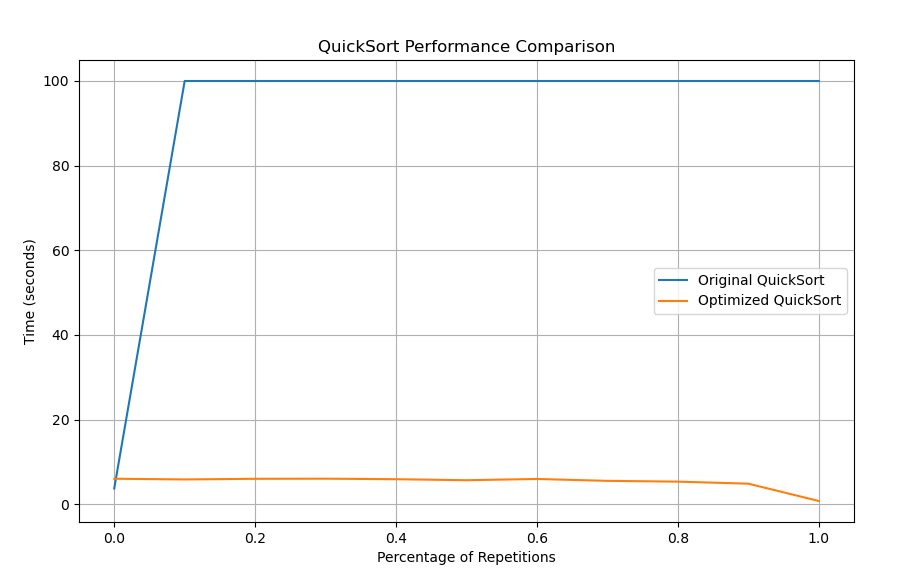 QuickSort Performance Comparison
100
80
60
40
20
0
Time (seconds)
Original QuickSort
Optimized QuickSort
0.0 0.2 0.4 0.6 0.8 1.0
Percentage of Repetitions